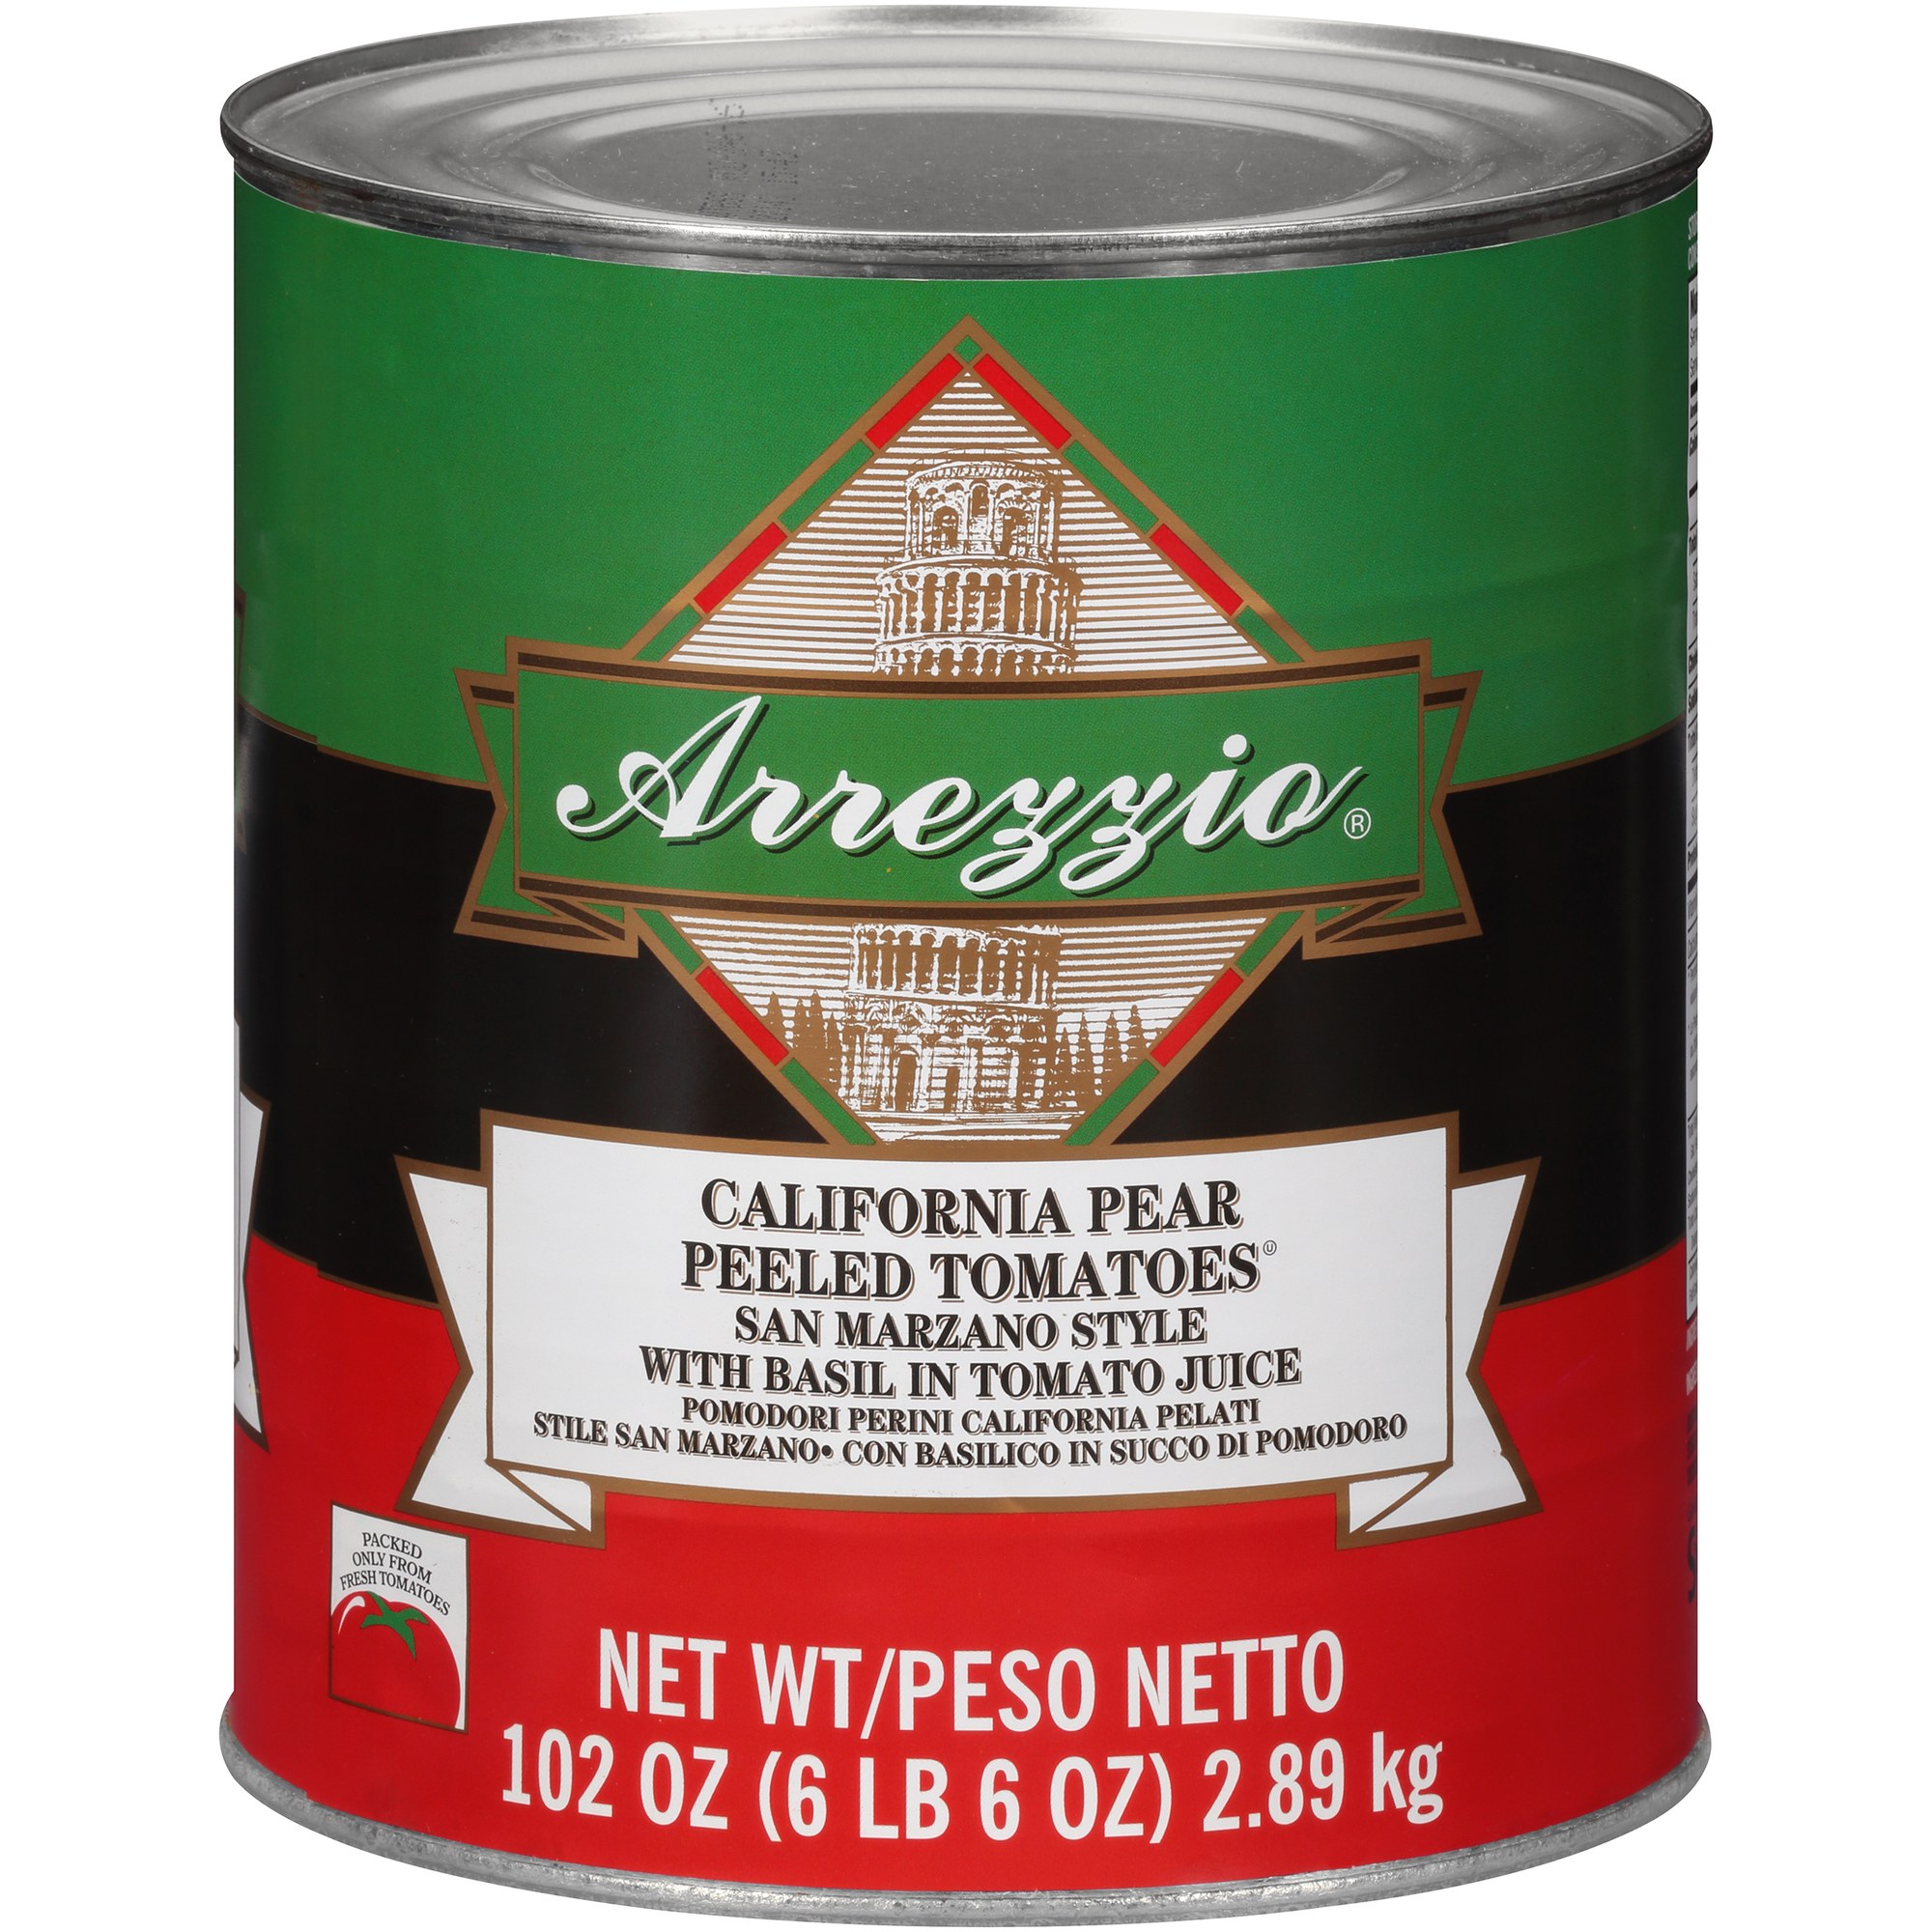 Arrezzio®
CALIFORNIA PEAR
PEELED TOMATOES Ⓤ
SAN MARZANO STYLE
WITH BASIL IN TOMATO JUICE
POMODORI PERINI CALIFORNIA PELATI
STILE SAN MARZANO• CON BASILICO IN SUCCO DI POMODORO
PACKED
ONLY FROM
FRESH TOMATOES
NET WT/PESO NETTO
102 OZ (6 LB 6 OZ) 2.89 kg